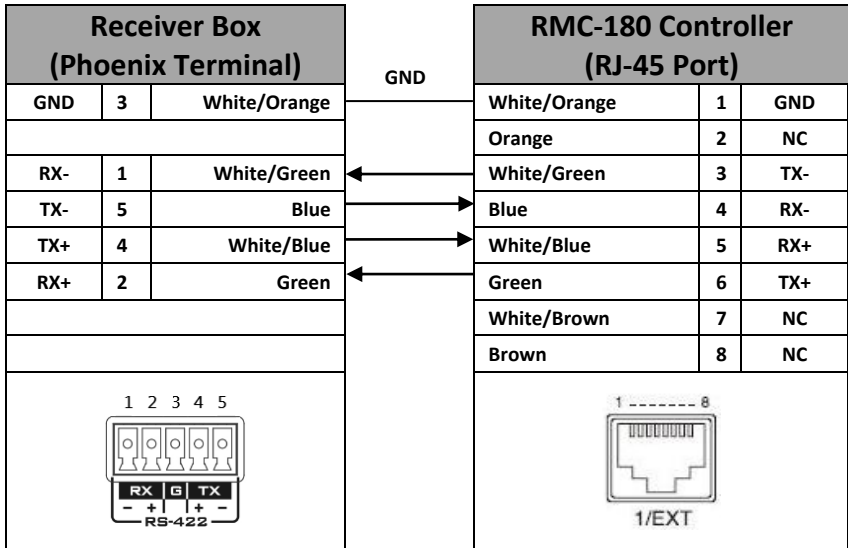 Receiver Box
(Phoenix Terminal)
GND
RMC-180 Controller
(RJ-45 Port)
GND 3 White/Orange White/Orange 1 GND
Orange 2 NC
RX- 1 White/Green White/Green 3 TX-
TX- 5 Blue Blue 4 RX-
TX+ 4 White/Blue White/Blue 5 RX+
RX+ 2 Green Green 6 TX+
White/Brown 7 NC
Brown 8 NC
1 2 3 4 5
RX G TX
- + + -
RS-422
1 ------- 8
1/EXT